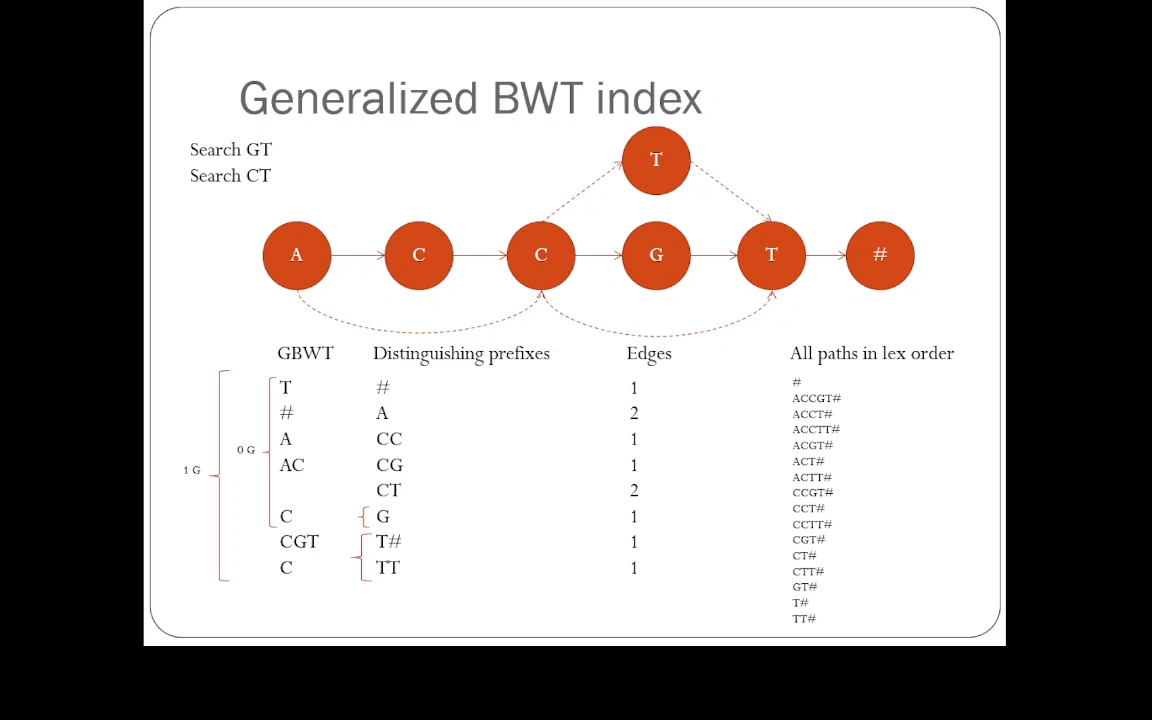 Generalized BWT index
Search GT
Search CT
T
A C C G T #
GBWT Distinguishing prefixes Edges All paths in lex order
T # 1
# A 2
A CC 1
AC CG 1
CT 2
C G 1
CGT T# 1
C TT 1
0 G
1 G
#
ACCGT#
ACCT#
ACCTT#
ACGT#
ACT#
ACTT#
CCGT#
CCT#
CCTT#
CGT#
CT#
CTT#
GT#
T#
TT#